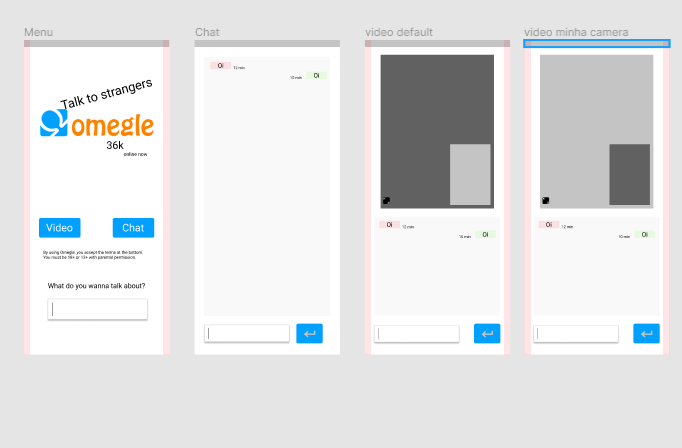 Menu
Talk to strangers
omegle
36k
online now
Video
Chat
By using Omegle, you accept the terms at the bottom.
You must be 18+ or 13+ with parental permission.
What do you wanna talk about?
Chat
Oi
12 min
10 min
Oi
video default
Oi
12 min
10 min
Oi
video minha camera
Oi
12 min
10 min
Oi